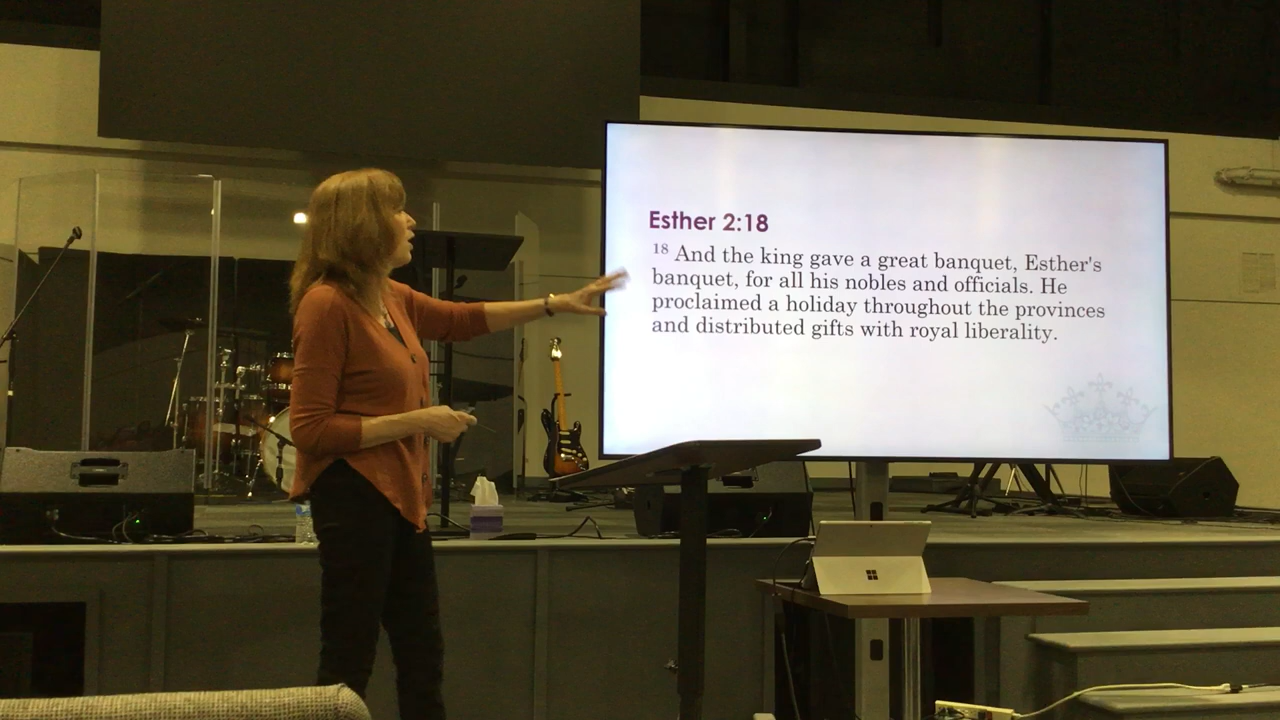 Esther 2:18
18 And the king gave a great banquet, Esther's
banquet, for all his nobles and officials. He
proclaimed a holiday throughout the provinces
and distributed gifts with royal liberality.